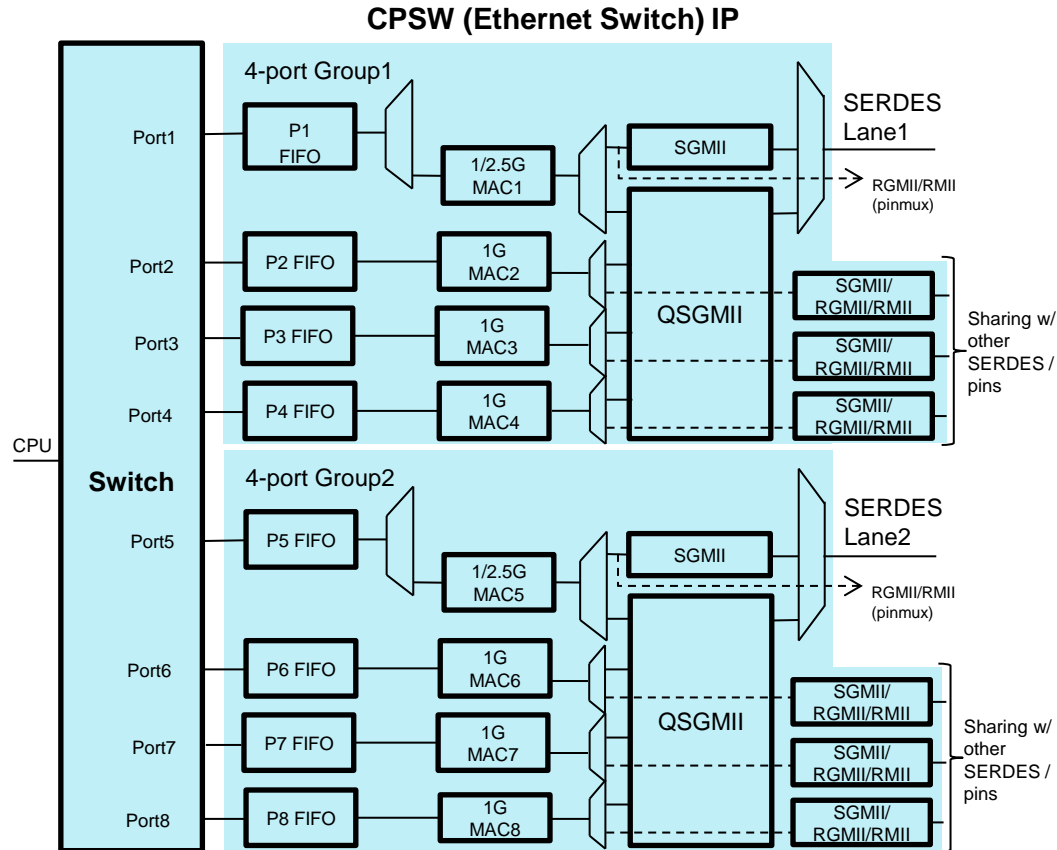 CPSW (Ethernet Switch) IP
4-port Group1
Port1
P1
FIFO
1/2.5G
MAC1
SGMII
SERDES
Lane1
RGMII/RMII
(pinmux)
Port2
P2 FIFO
1G
MAC2
SGMII/
RGMII/RMII
QSGMII
Port3
P3 FIFO
1G
MAC3
SGMII/
RGMII/RMII
Sharing w/
other
SERDES /
pins
Port4
P4 FIFO
1G
MAC4
SGMII/
RGMII/RMII
CPU
Switch
4-port Group2
Port5
P5 FIFO
1/2.5G
MAC5
SGMII
SERDES
Lane2
RGMII/RMII
(pinmux)
Port6
P6 FIFO
1G
MAC6
SGMII/
RGMII/RMII
QSGMII
Port7
P7 FIFO
1G
MAC7
SGMII/
RGMII/RMII
Sharing w/
other
SERDES /
pins
Port8
P8 FIFO
1G
MAC8
SGMII/
RGMII/RMII